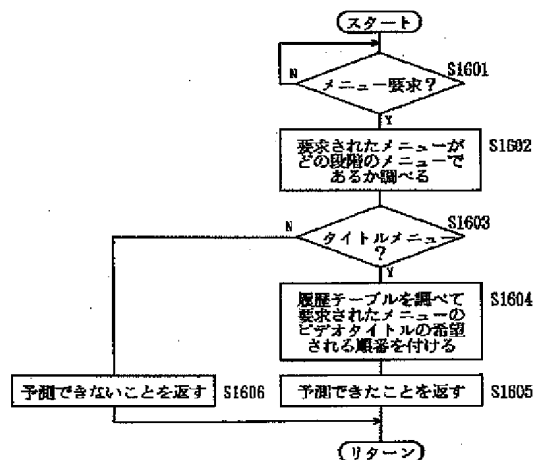 スタート
S1601
N
メニュー要求？
Y
要求されたメニューが
どの段階のメニューで
あるか調べる
S1602
S1603
N
タイトルメニュー
？
Y
履歴テーブルを調べて
要求されたメニューの
ビデオタイトルの希望
される順番を付ける
S1604
予測できないことを返す
S1606
予測できたことを返す
S1605
リターン